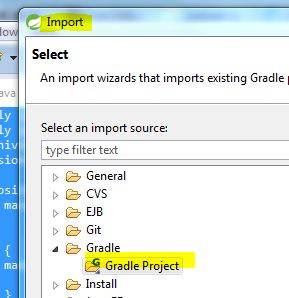 Import
Select
An import wizards that imports existing Gradle
Select an import source:
type filter text
General
CVS
EJB
Git
Gradle
Gradle Project
Install